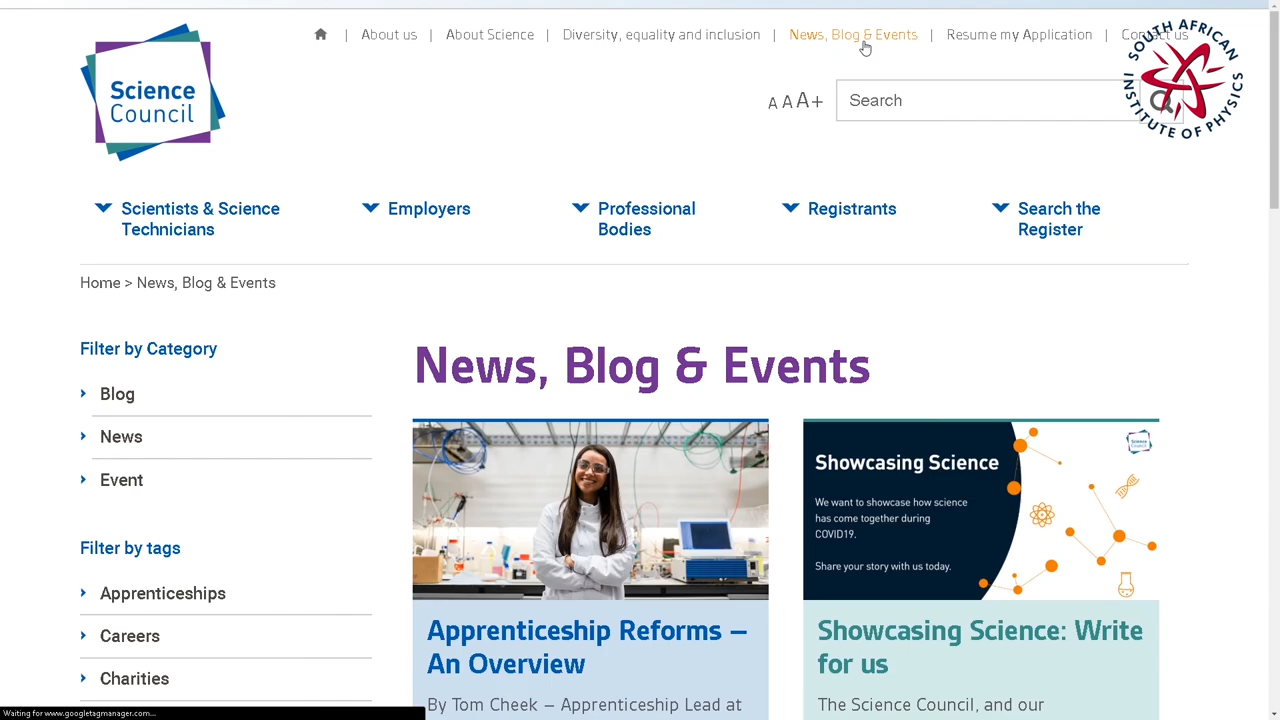 About us | About Science | Diversity, equality and inclusion | News, Blog & Events | Resume my Application | Contact us
SOUTH AFRICAN INSTITUTE OF PHYSICS
Science
Council
A A A+
Search
Scientists & Science
Technicians
Employers
Professional
Bodies
Registrants
Search the
Register
Home > News, Blog & Events
Filter by Category
Blog
News
Event
Filter by tags
Apprenticeships
Careers
Charities
News, Blog & Events
Apprenticeship Reforms –
An Overview
By Tom Cheek – Apprenticeship Lead at
Science
Council
Showcasing Science
We want to showcase how science
has come together during
COVID19.
Share your story with us today.
Showcasing Science: Write
for us
The Science Council, and our
Waiting for www.googletagmanager.com...